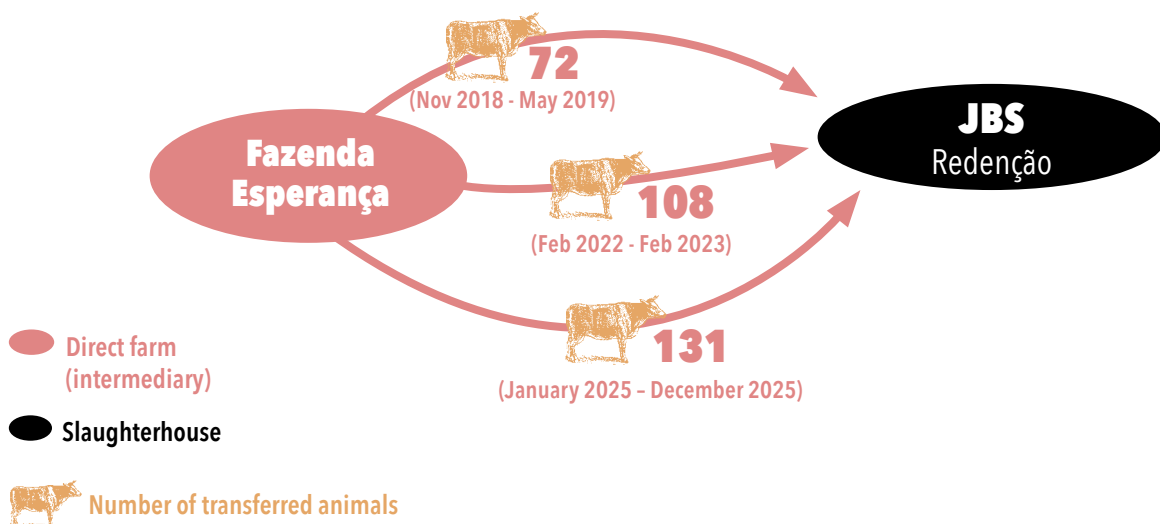 72
(Nov 2018 - May 2019)
Fazenda
Esperança
JBS
Redenção
108
(Feb 2022 - Feb 2023)
131
(January 2025 – December 2025)
Direct farm
(intermediary)
Slaughterhouse
Number of transferred animals